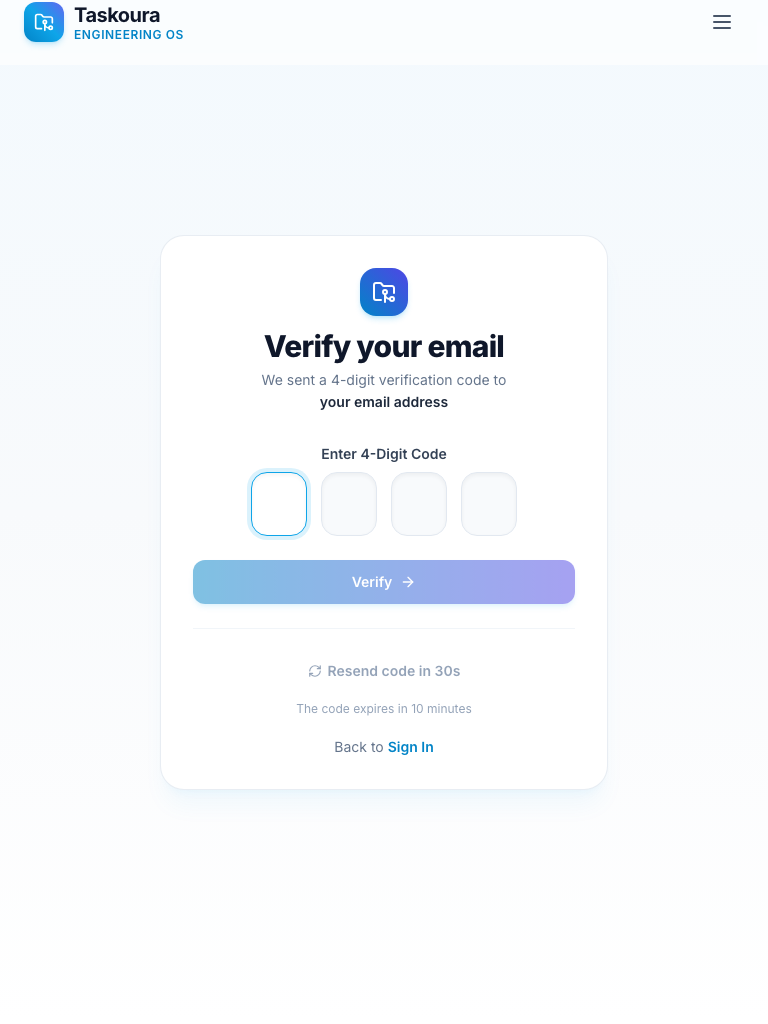 Taskoura
ENGINEERING OS
Verify your email
We sent a 4-digit verification code to
your email address
Enter 4-Digit Code
Verify
Resend code in 30s
The code expires in 10 minutes
Back to Sign In